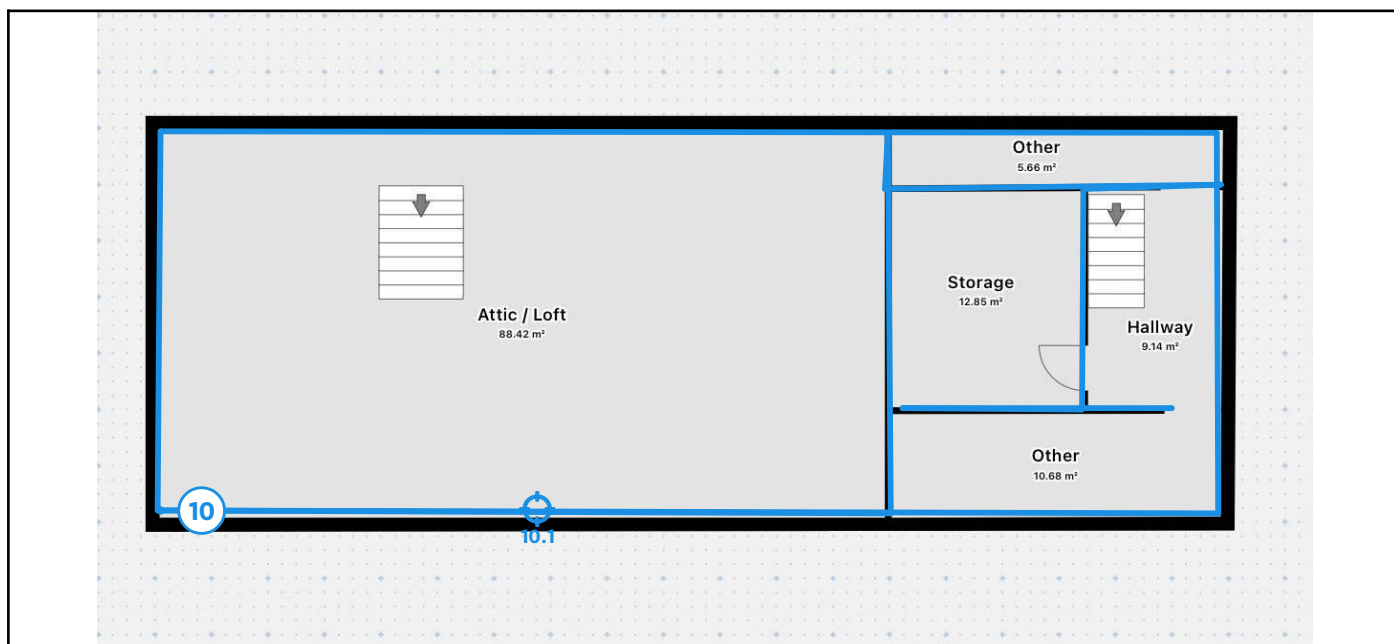 Other
5.66 m²
Storage
12.85 m²
Attic / Loft
88.42 m²
Hallway
9.14 m²
Other
10.68 m²
10
10.1